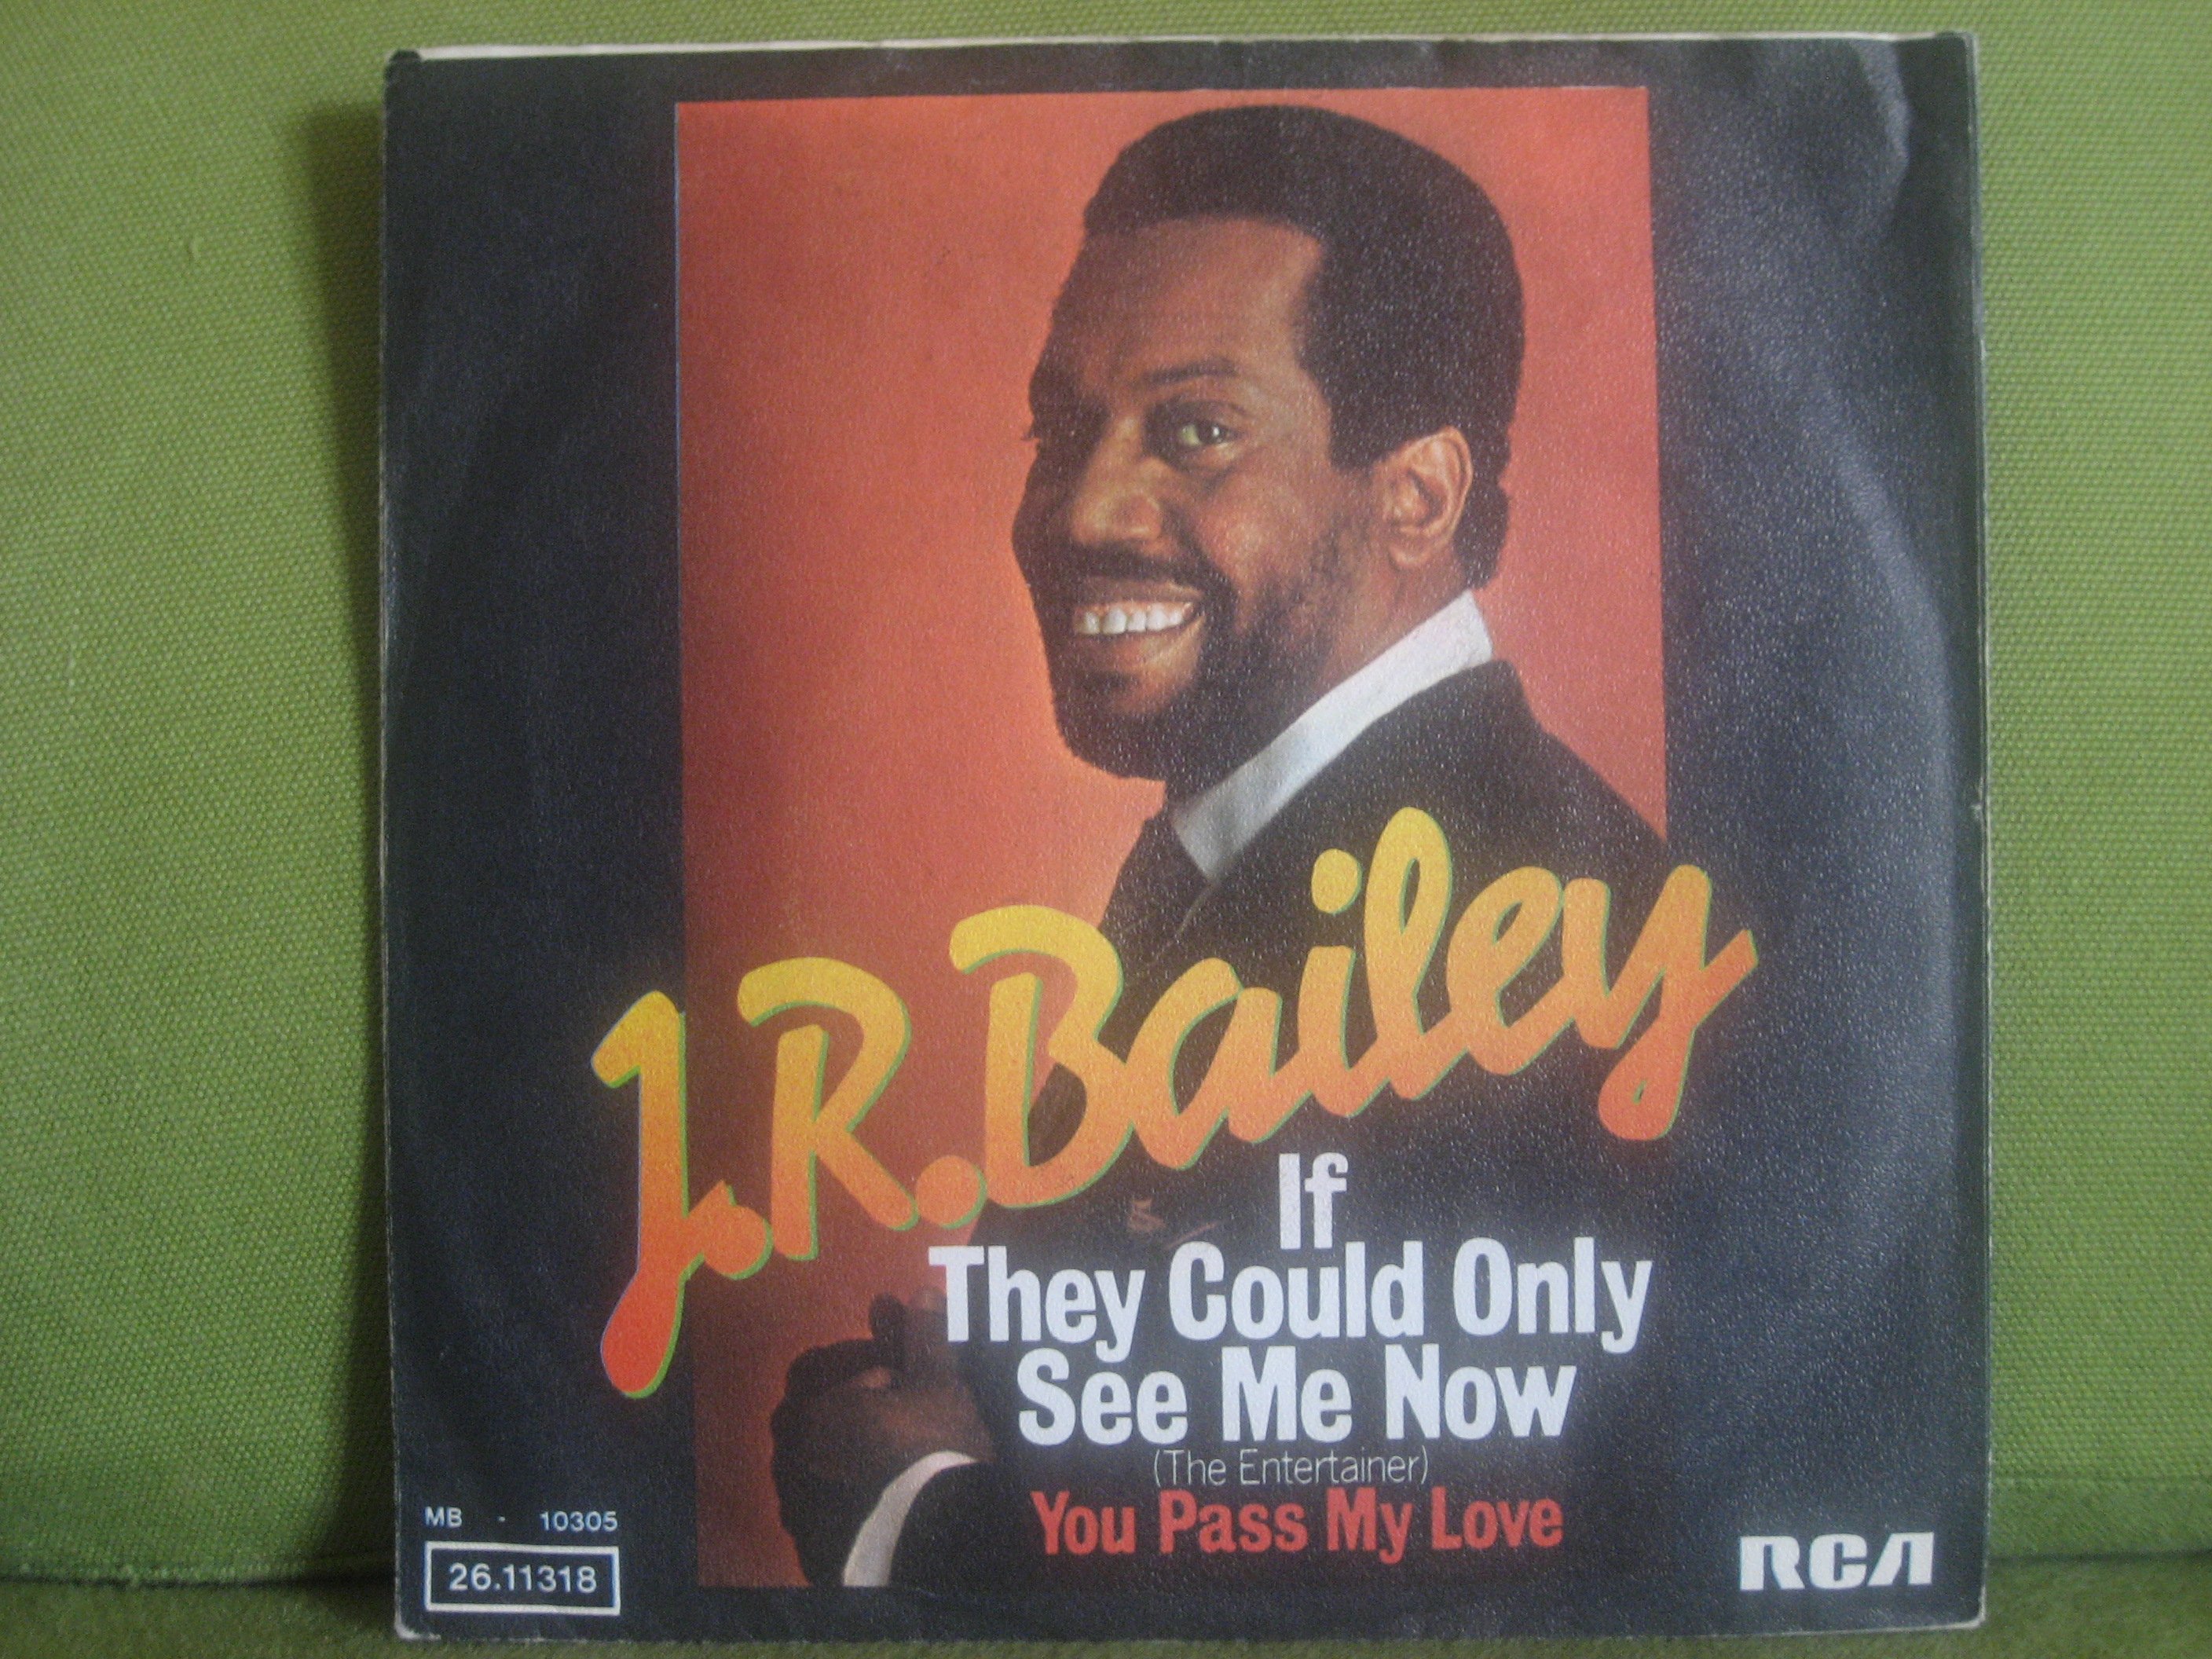 J.R. Bailey
If
They Could Only
See Me Now
(The Entertainer)
You Pass My Love
MB - 10305
26.11318
RCA